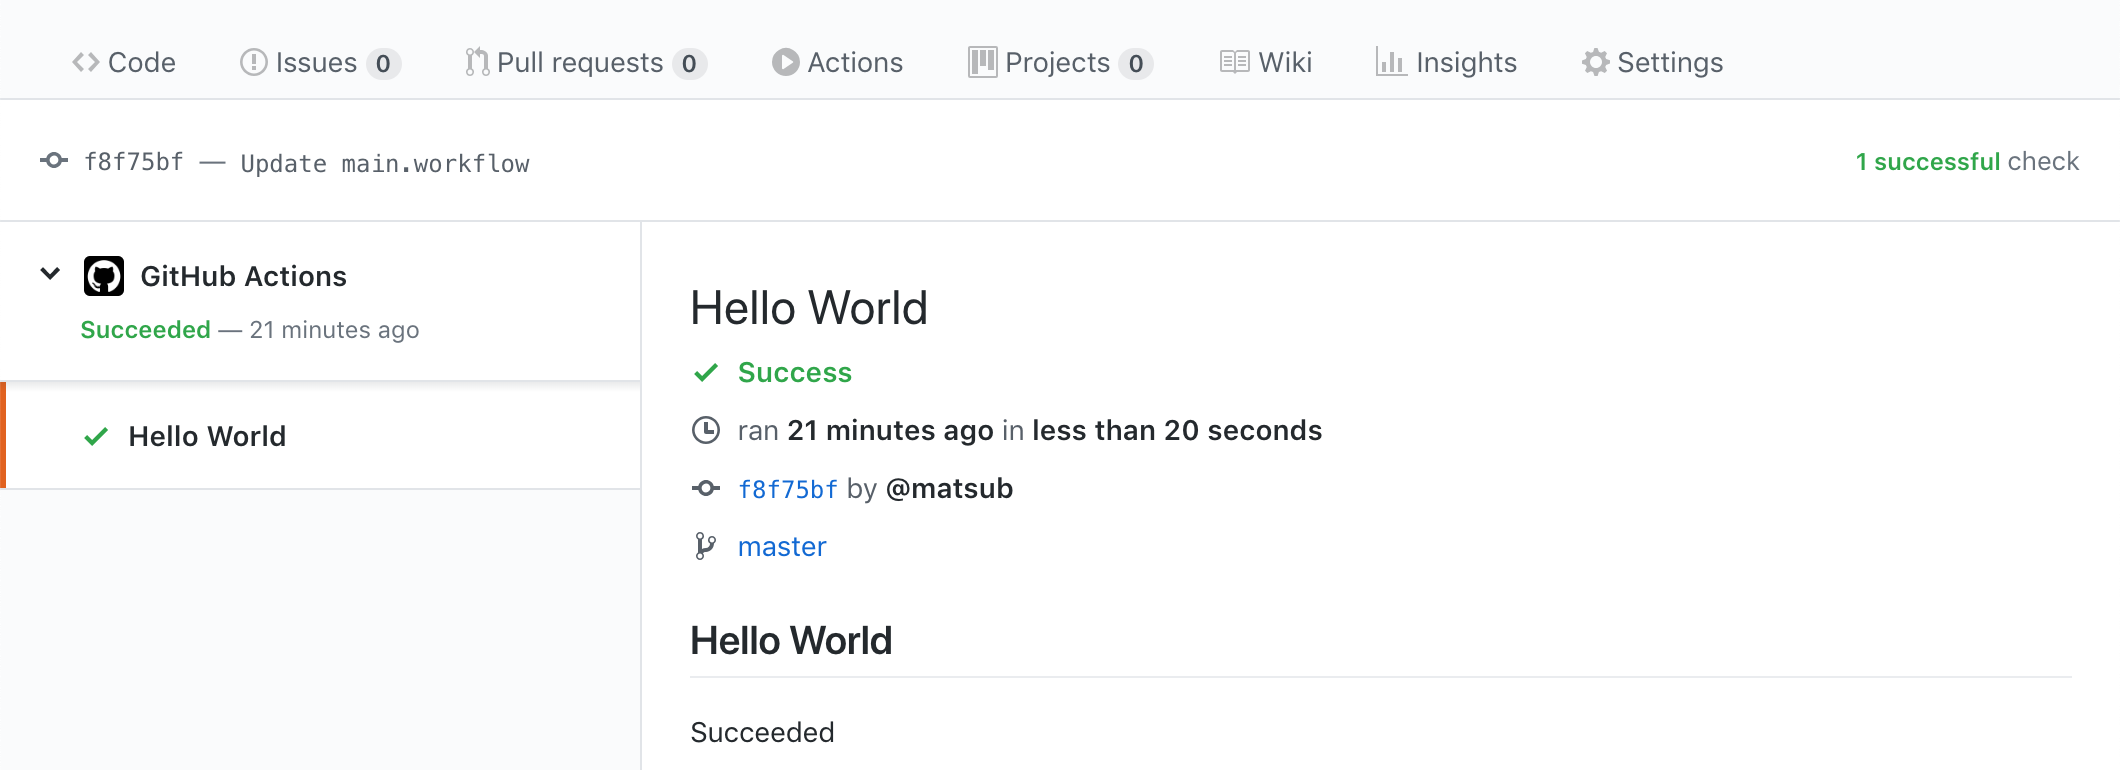 Code Issues 0 Pull requests 0 Actions Projects 0 Wiki Insights Settings
f8f75bf — Update main.workflow 1 successful check
GitHub Actions
Succeeded — 21 minutes ago
Hello World
Hello World
Success
ran 21 minutes ago in less than 20 seconds
f8f75bf by @matsub
master
Hello World
Succeeded